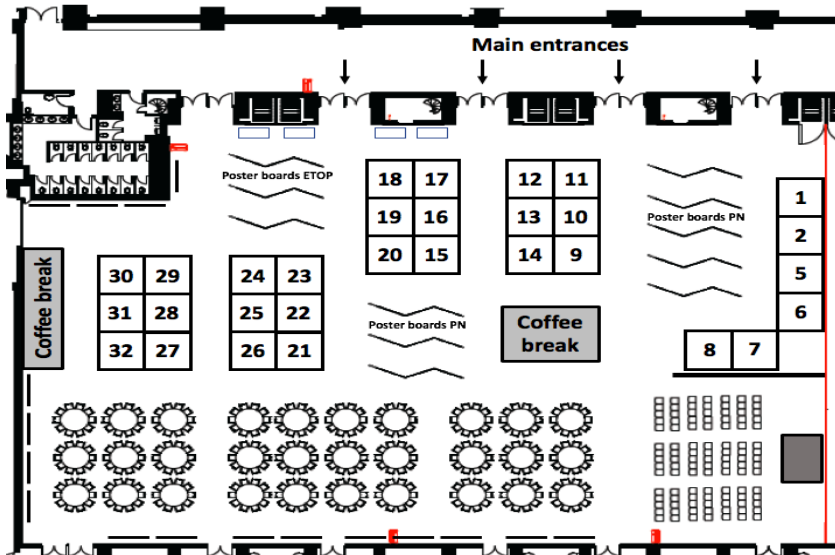 Main entrances
Poster boards ETOP
18 17
12 11
1
19 16
13 10
Poster boards PN
2
20 15
14 9
5
Coffee break
30 29
24 23
6
31 28
25 22
Poster boards PN
Coffee
break
32 27
26 21
8 7